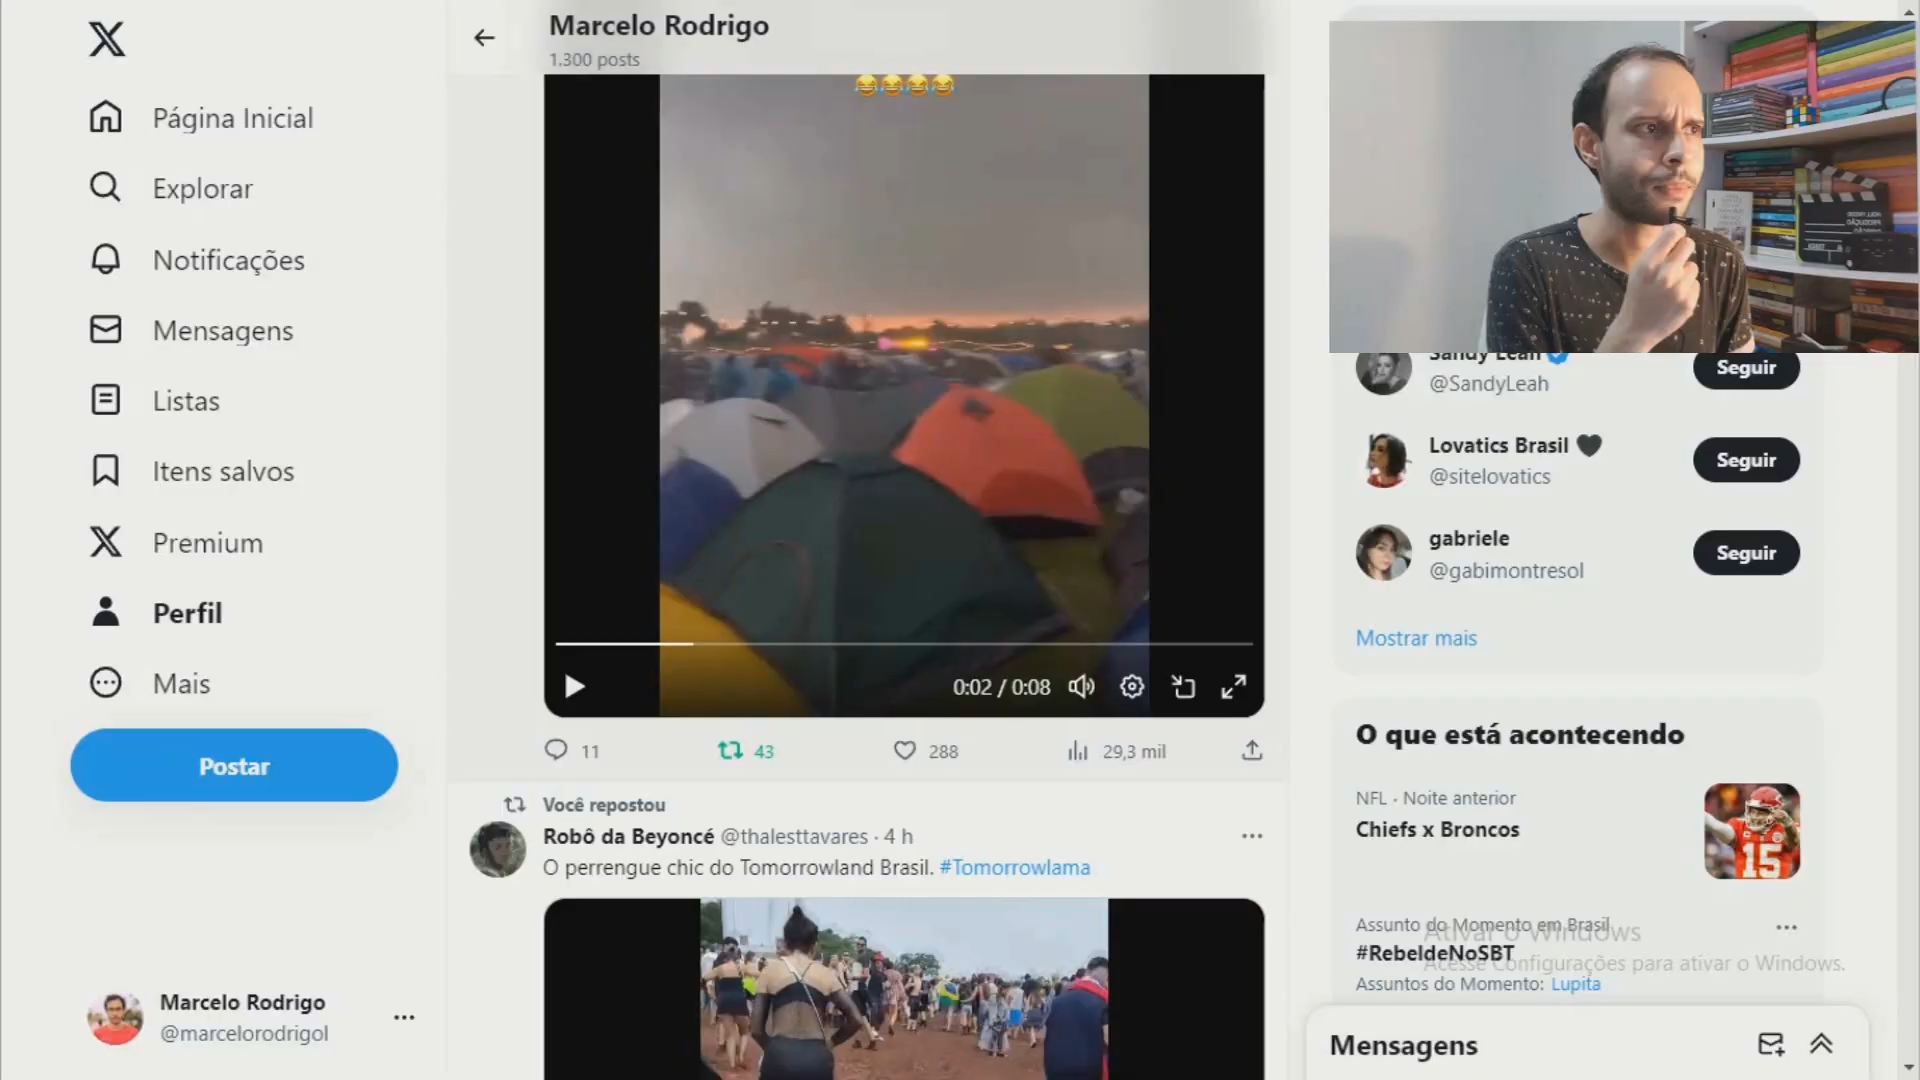 Página Inicial
Explorar
Notificações
Mensagens
Listas
Itens salvos
Premium
Perfil
Mais
Postar
Marcelo Rodrigo
@marcelorodrigol
Marcelo Rodrigo
1.300 posts
😂😂😂😂
0:02 / 0:08
11
43
288
29,3 mil
Você repostou
Robô da Beyoncé @thalesttavares · 4 h
O perrengue chic do Tomorrowland Brasil. #Tomorrowlama
Sandy Leah
@SandyLeah
Seguir
Lovatics Brasil 🖤
@sitelovatics
Seguir
gabriele
@gabimontresol
Seguir
Mostrar mais
O que está acontecendo
NFL · Noite anterior
Chiefs x Broncos
15
Assunto do Momento em Brasil
#RebeldeNoSBT
Assuntos do Momento: Lupita
Ativar o Windows
Acesse Configurações para ativar o Windows.
Mensagens